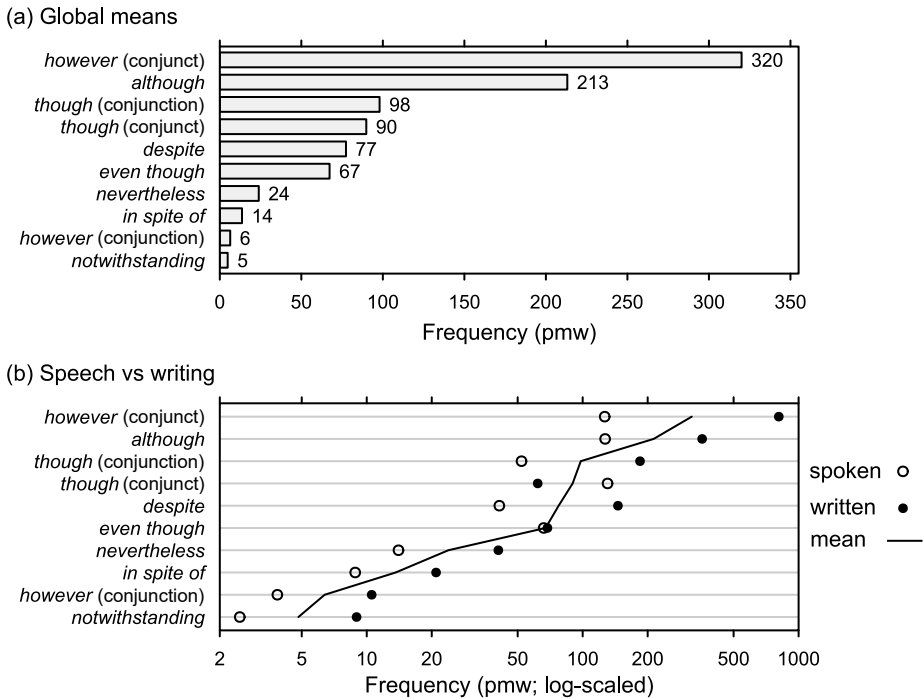 (a) Global means
however (conjunct) 320
although 213
though (conjunction) 98
though (conjunct) 90
despite 77
even though 67
nevertheless 24
in spite of 14
however (conjunction) 6
notwithstanding 5
0 50 100 150 200 250 300 350
Frequency (pmw)
(b) Speech vs writing
however (conjunct)
although
though (conjunction)
though (conjunct)
despite
even though
nevertheless
in spite of
however (conjunction)
notwithstanding
spoken
written
mean
2 5 10 20 50 100 200 500 1000
Frequency (pmw; log-scaled)